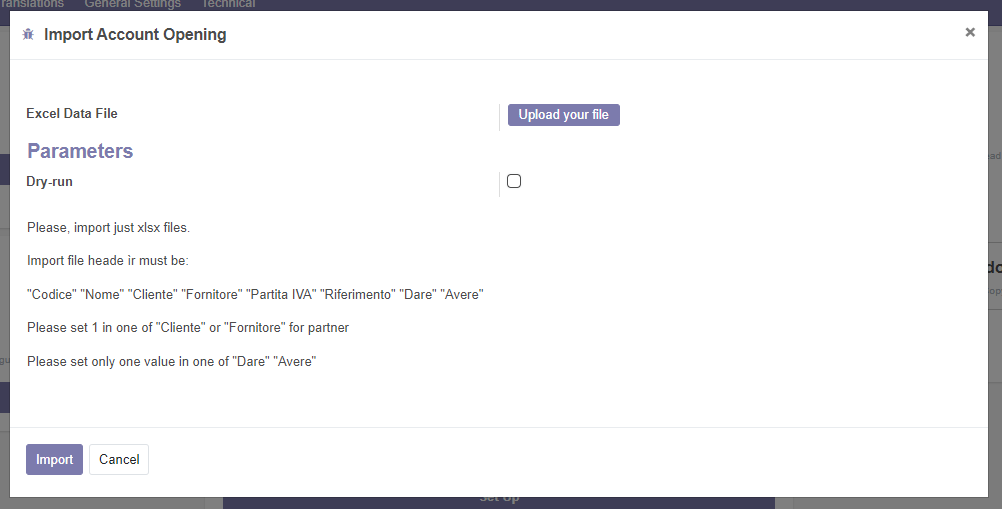 ranslations General Settings Technical
Import Account Opening ×
Excel Data File Upload your file
Parameters
Dry-run
Please, import just xlsx files.
Import file heade ir must be:
"Codice" "Nome" "Cliente" "Fornitore" "Partita IVA" "Riferimento" "Dare" "Avere"
Please set 1 in one of "Cliente" or "Fornitore" for partner
Please set only one value in one of "Dare" "Avere"
Import Cancel
Set Up